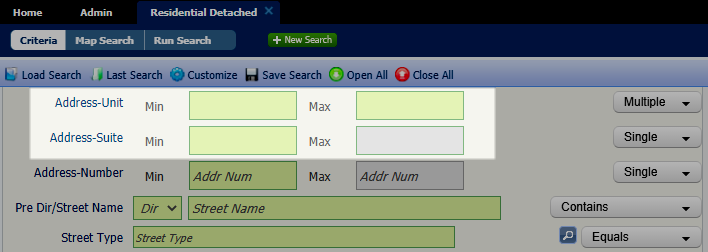 Home Admin Residential Detached ×
Criteria Map Search Run Search + New Search
Load Search Last Search Customize Save Search Open All Close All
Address-Unit Min Max Multiple
Address-Suite Min Max Single
Address-Number Min Addr Num Max Addr Num Single
Pre Dir/Street Name Dir Street Name Contains
Street Type Street Type Equals